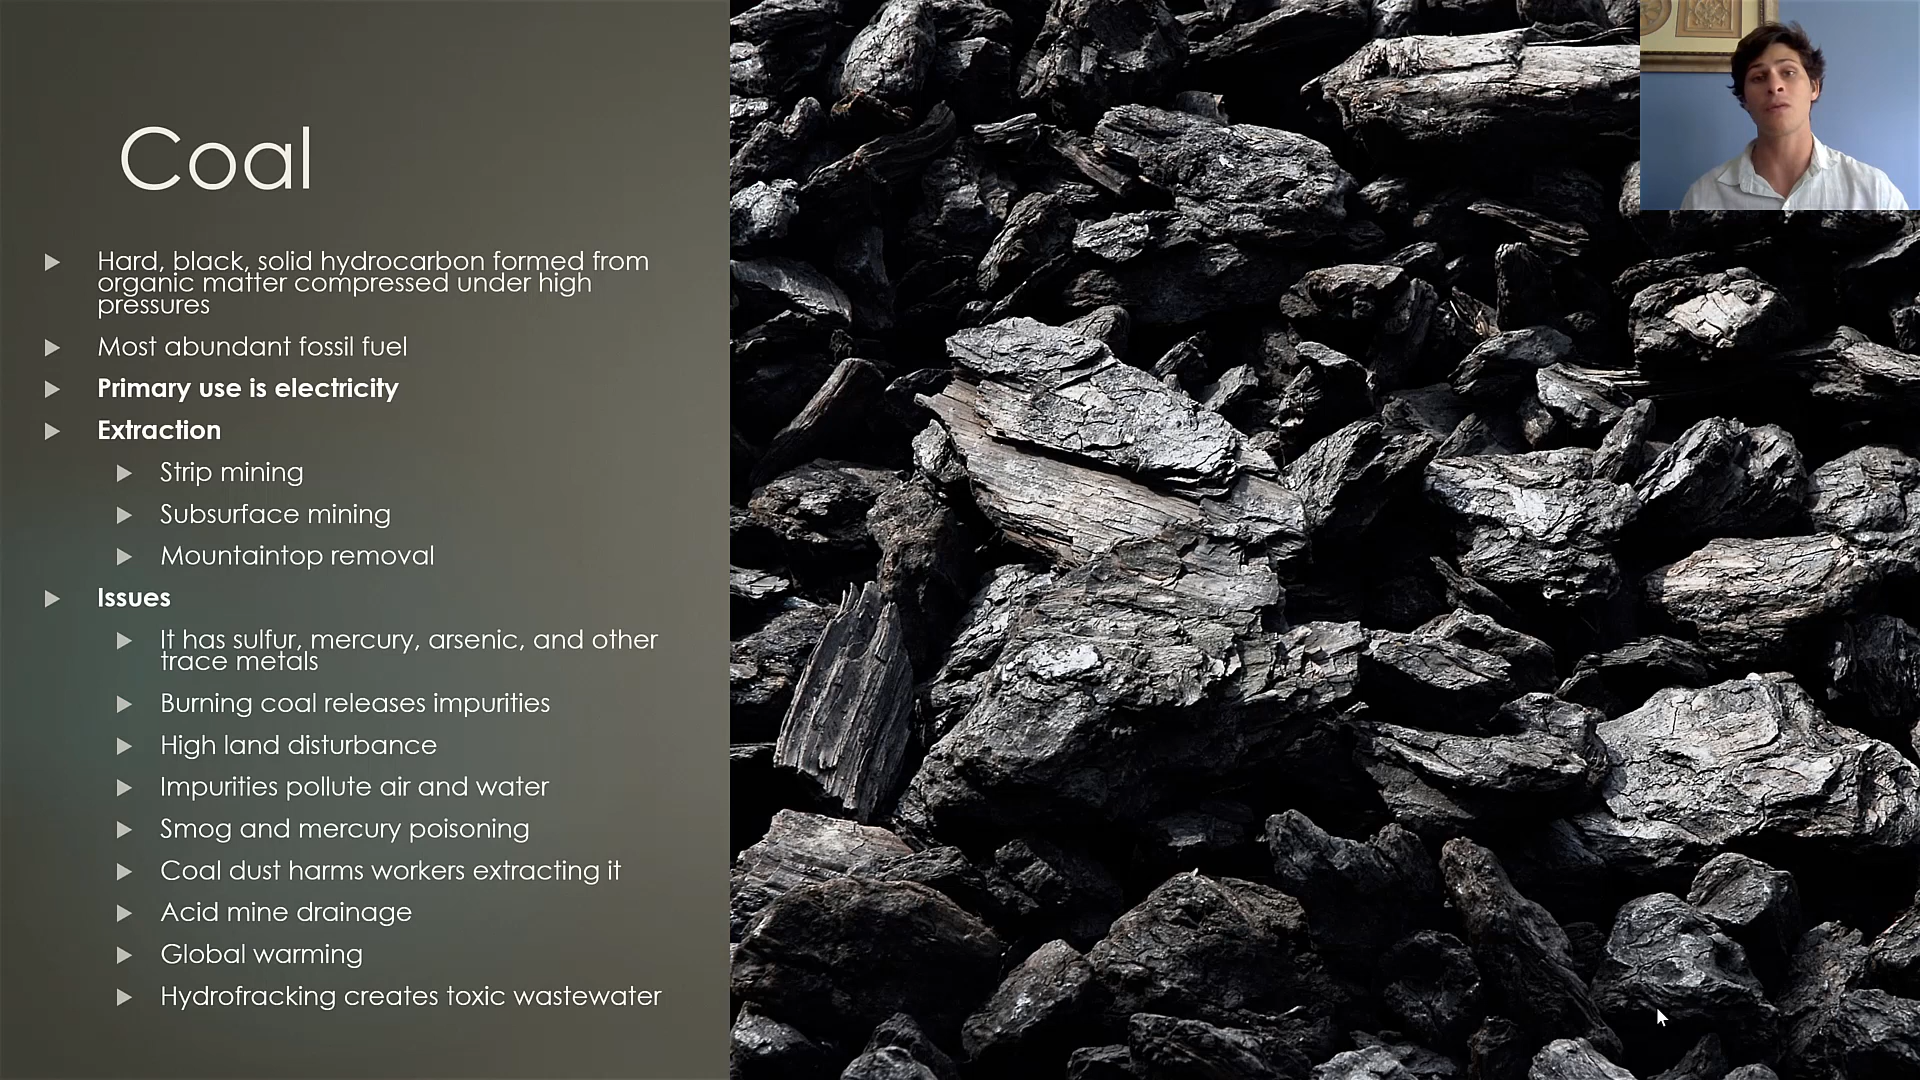 Coal
Hard, black, solid hydrocarbon formed from
organic matter compressed under high
pressures
Most abundant fossil fuel
Primary use is electricity
Extraction
Strip mining
Subsurface mining
Mountaintop removal
Issues
It has sulfur, mercury, arsenic, and other
trace metals
Burning coal releases impurities
High land disturbance
Impurities pollute air and water
Smog and mercury poisoning
Coal dust harms workers extracting it
Acid mine drainage
Global warming
Hydrofracking creates toxic wastewater